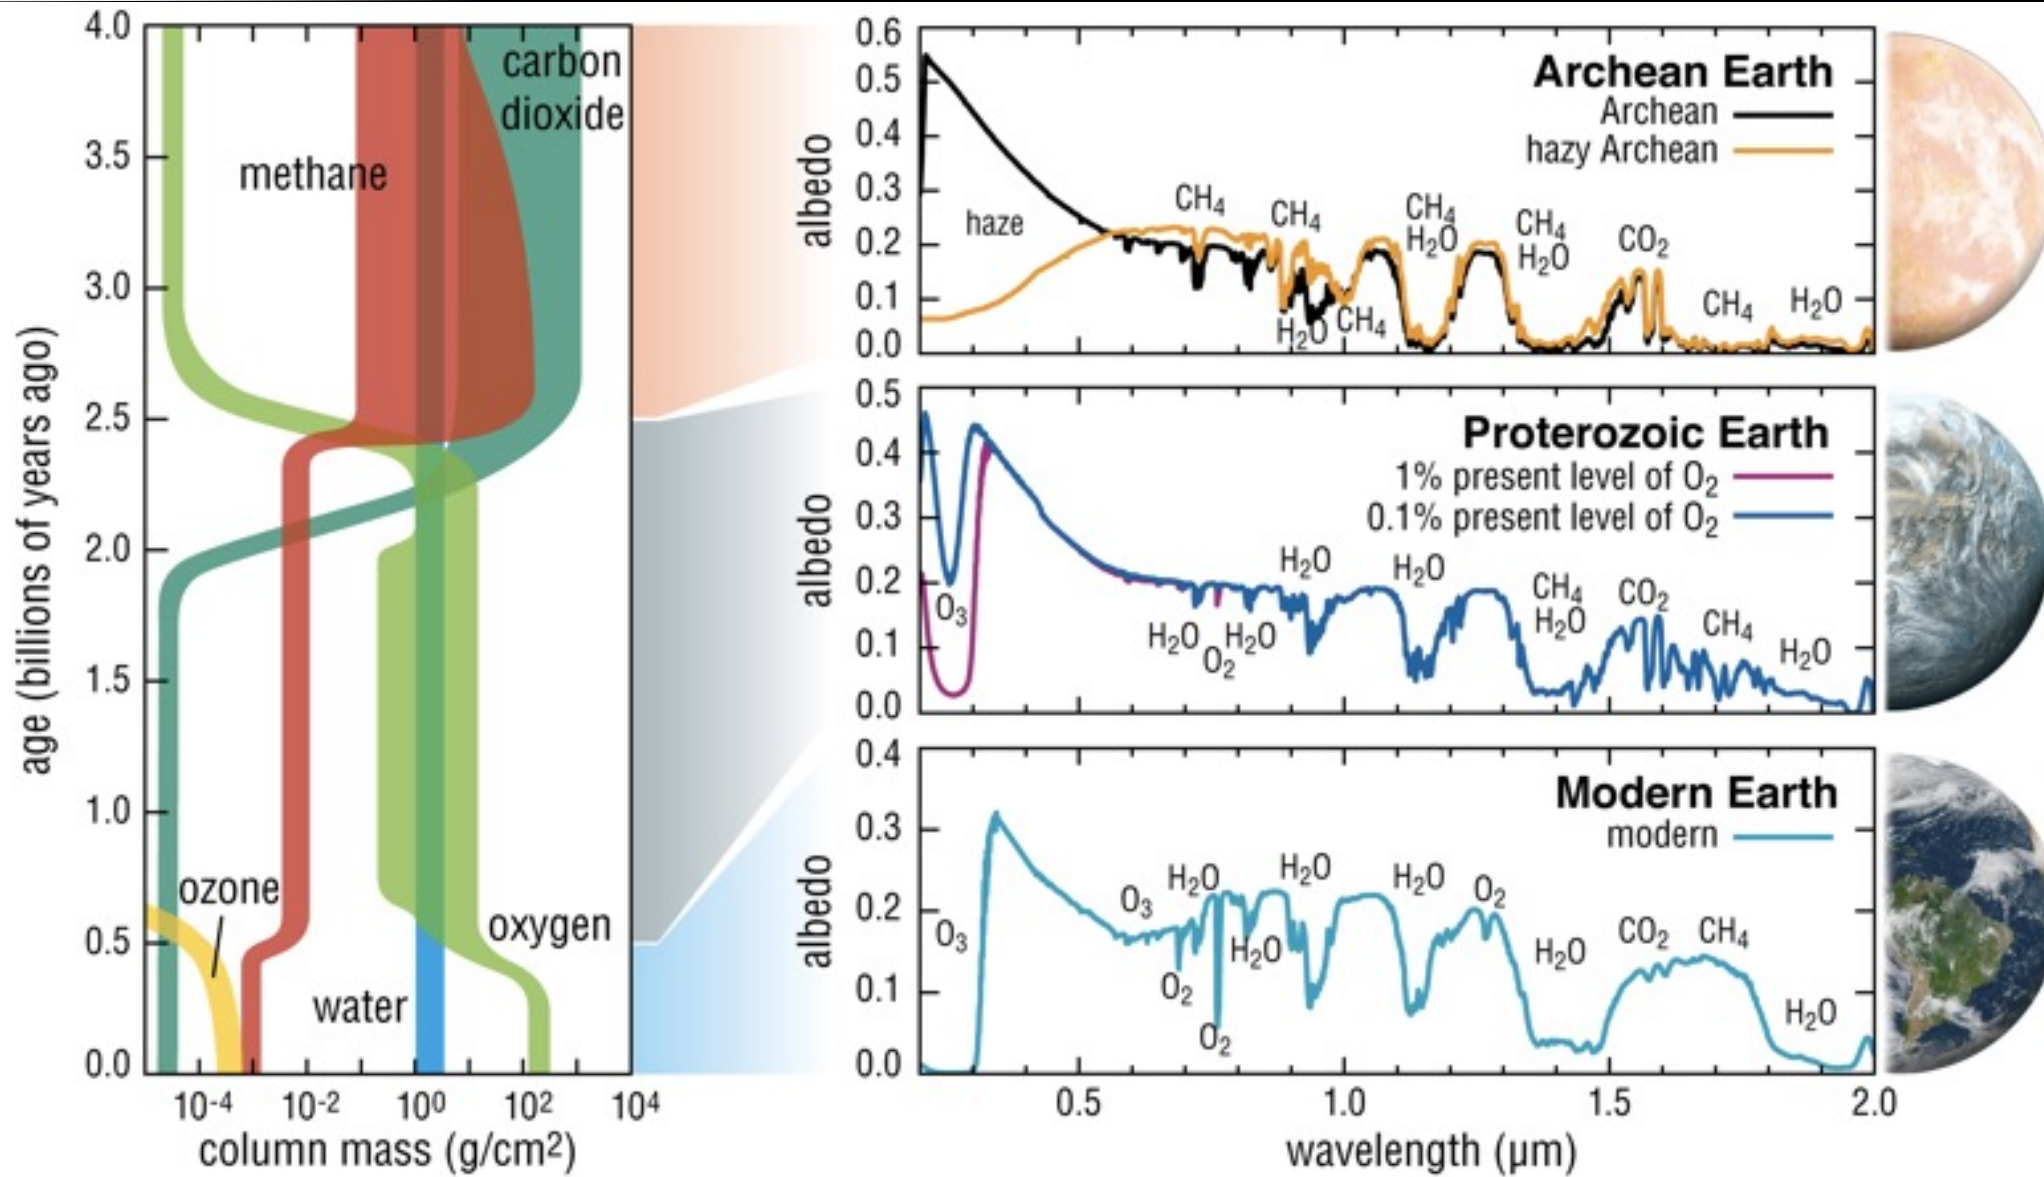 4.0
3.5
3.0
2.5
2.0
1.5
1.0
0.5
0.0
age (billions of years ago)
carbon
dioxide
methane
ozone
oxygen
water
10-4
10-2
100
102
104
column mass (g/cm2)
0.6
0.5
0.4
0.3
0.2
0.1
0.0
albedo
Archean Earth
Archean
hazy Archean
haze
CH4
CH4
CH4
H2O
CH4
H2O
CO2
H2O
CH4
CH4
H2O
0.5
0.4
0.3
0.2
0.1
0.0
albedo
Proterozoic Earth
1% present level of O2
0.1% present level of O2
O3
H2O
O2
H2O
H2O
H2O
CH4
H2O
CO2
CH4
H2O
0.4
0.3
0.2
0.1
0.0
albedo
Modern Earth
modern
O3
O3
H2O
O2
O2
H2O
H2O
H2O
O2
H2O
CO2
CH4
H2O
0.5
1.0
1.5
2.0
wavelength (μm)